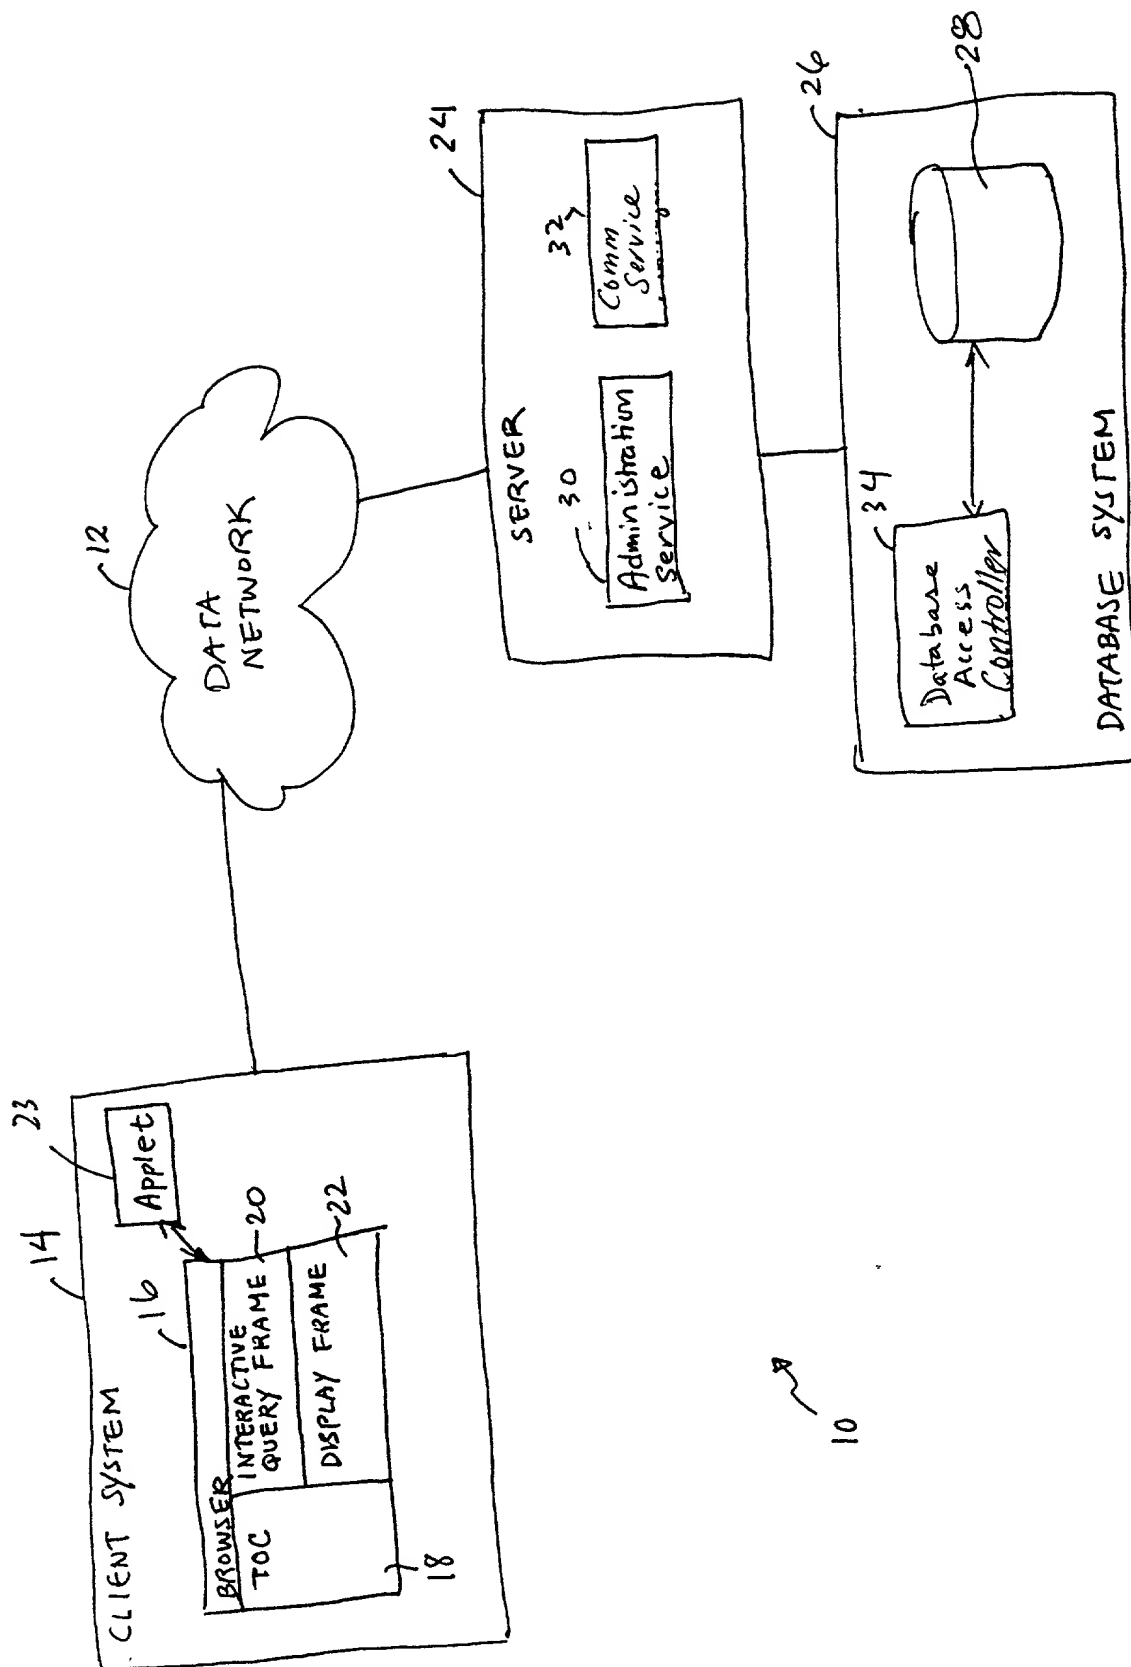 14
23
CLIENT SYSTEM
Applet
16
BROWSER
TOC
INTERACTIVE
QUERY FRAME
20
DISPLAY FRAME
22
18
12
DATA
NETWORK
24
SERVER
30
Administration
Service
32
Comm
Service
26
34
Database
Access
Controller
28
DATABASE SYSTEM
10